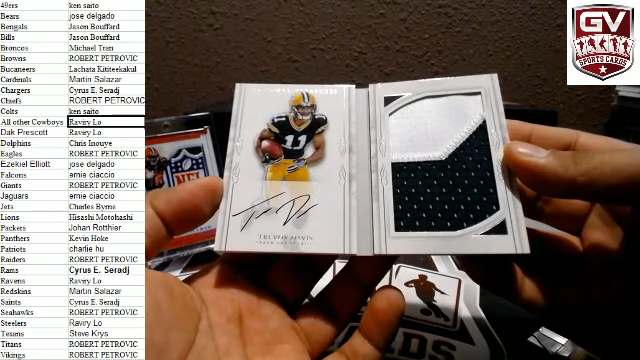 49ers ken saito
Bears jose delgado
Bengals Jason Bouffard
Bills Jason Bouffard
Broncos Michael Tran
Browns ROBERT PETROVIC
Bucaneers Lachata Kititeekakul
Cardinals Martin Salazar
Chargers Cyrus E. Seradj
Chiefs ROBERT PETROVIC
Colts ken saito
All other Cowboys Raviry Lo
Dak Prescott Raviry Lo
Dolphins Chris Inouye
Eagles ROBERT PETROVIC
Ezekiel Elliott jose delgado
Falcons ernie ciaccio
Giants ROBERT PETROVIC
Jaguars ernie ciaccio
Jets Charles Byrne
Lions Hisashi Motohashi
Packers Johan Rotthier
Panthers Kevin Hoke
Patriots charlie hu
Raiders ROBERT PETROVIC
Rams Cyrus E. Seradj
Ravens Raviry Lo
Redskins Martin Salazar
Saints Cyrus E. Seradj
Seahawks ROBERT PETROVIC
Steelers Raviry Lo
Texans Steve Krys
Titans ROBERT PETROVIC
Vikings ROBERT PETROVIC
GV
SPORTS CARDS
NFL
11
TREVOR DAVIS